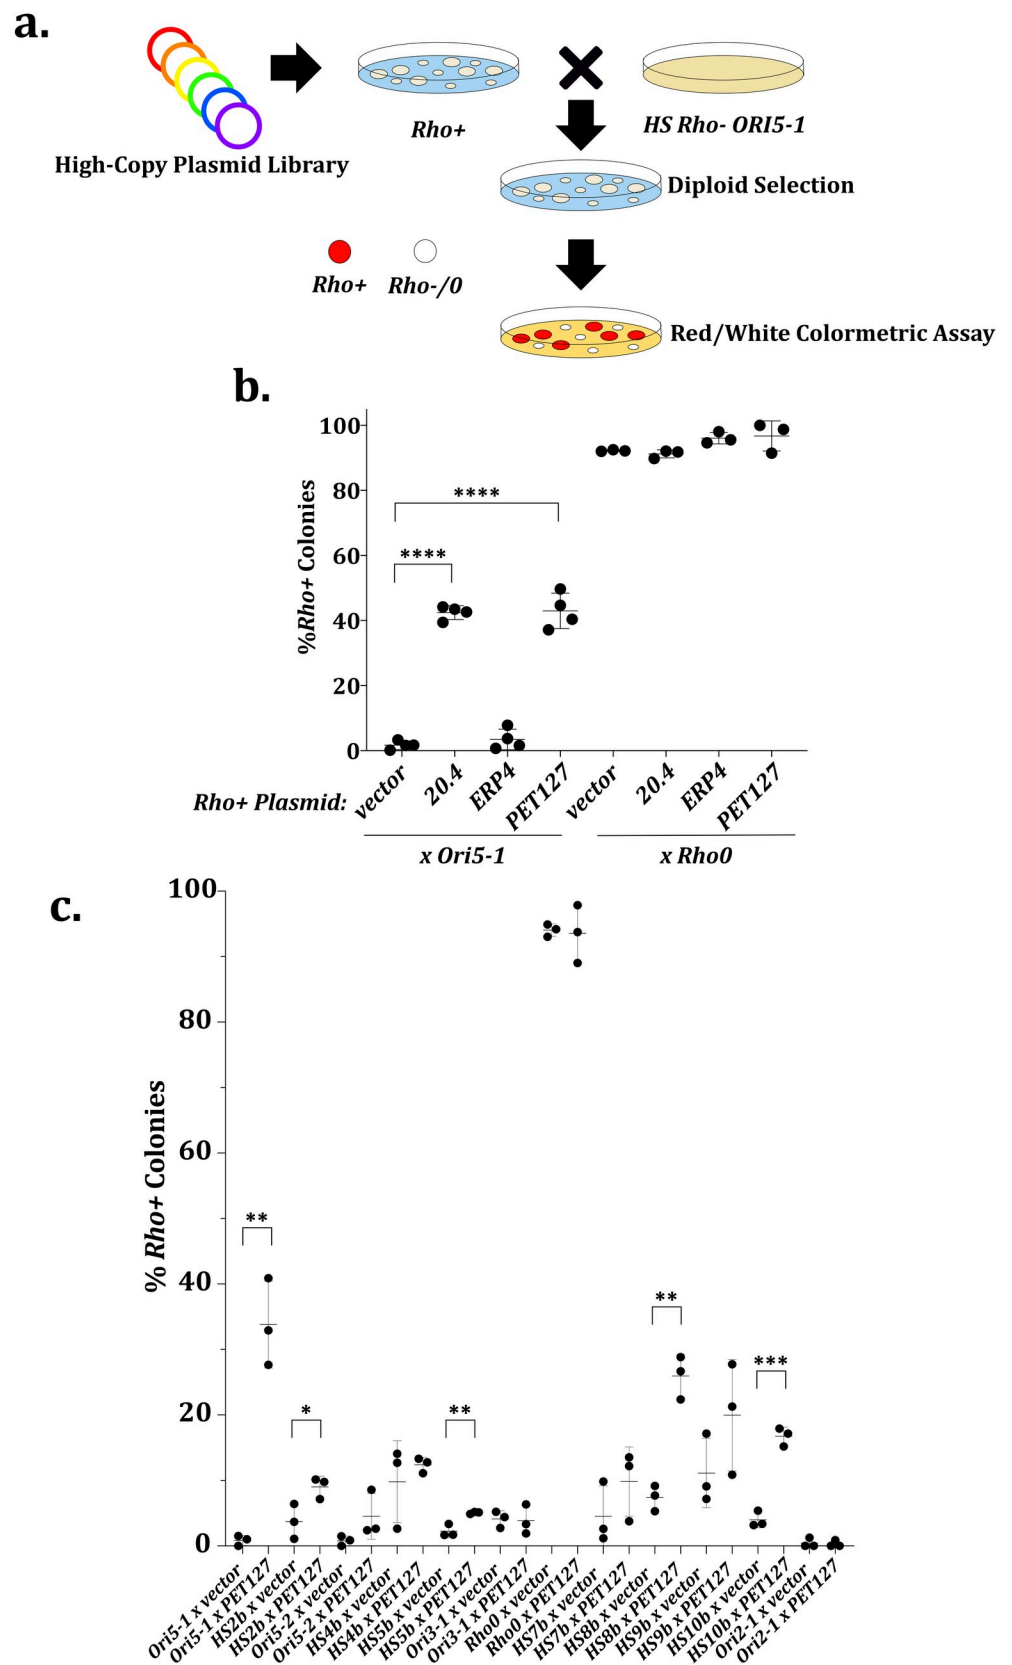 a.
High-Copy Plasmid Library
Rho+
HS Rho- ORI5-1
Diploid Selection
Rho+
Rho-/0
Red/White Colormetric Assay
b.
%Rho+ Colonies
100
80
60
40
20
0
****
****
Rho+ Plasmid:
vector
20.4
ERP4
PET127
vector
20.4
ERP4
PET127
x Ori5-1
x Rho0
c.
% Rho+ Colonies
100
80
60
40
20
0
**
*
**
**
***
Ori5-1 x vector
Ori5-1 x PET127
HS2b x vector
HS2b x PET127
Ori5-2 x vector
Ori5-2 x PET127
HS4b x vector
HS4b x PET127
HS5b x vector
HS5b x PET127
Ori3-1 x vector
Ori3-1 x PET127
Rho0 x vector
Rho0 x PET127
HS7b x vector
HS7b x PET127
HS8b x vector
HS8b x PET127
HS9b x vector
HS9b x PET127
HS10b x vector
HS10b x PET127
Ori2-1 x vector
Ori2-1 x PET127